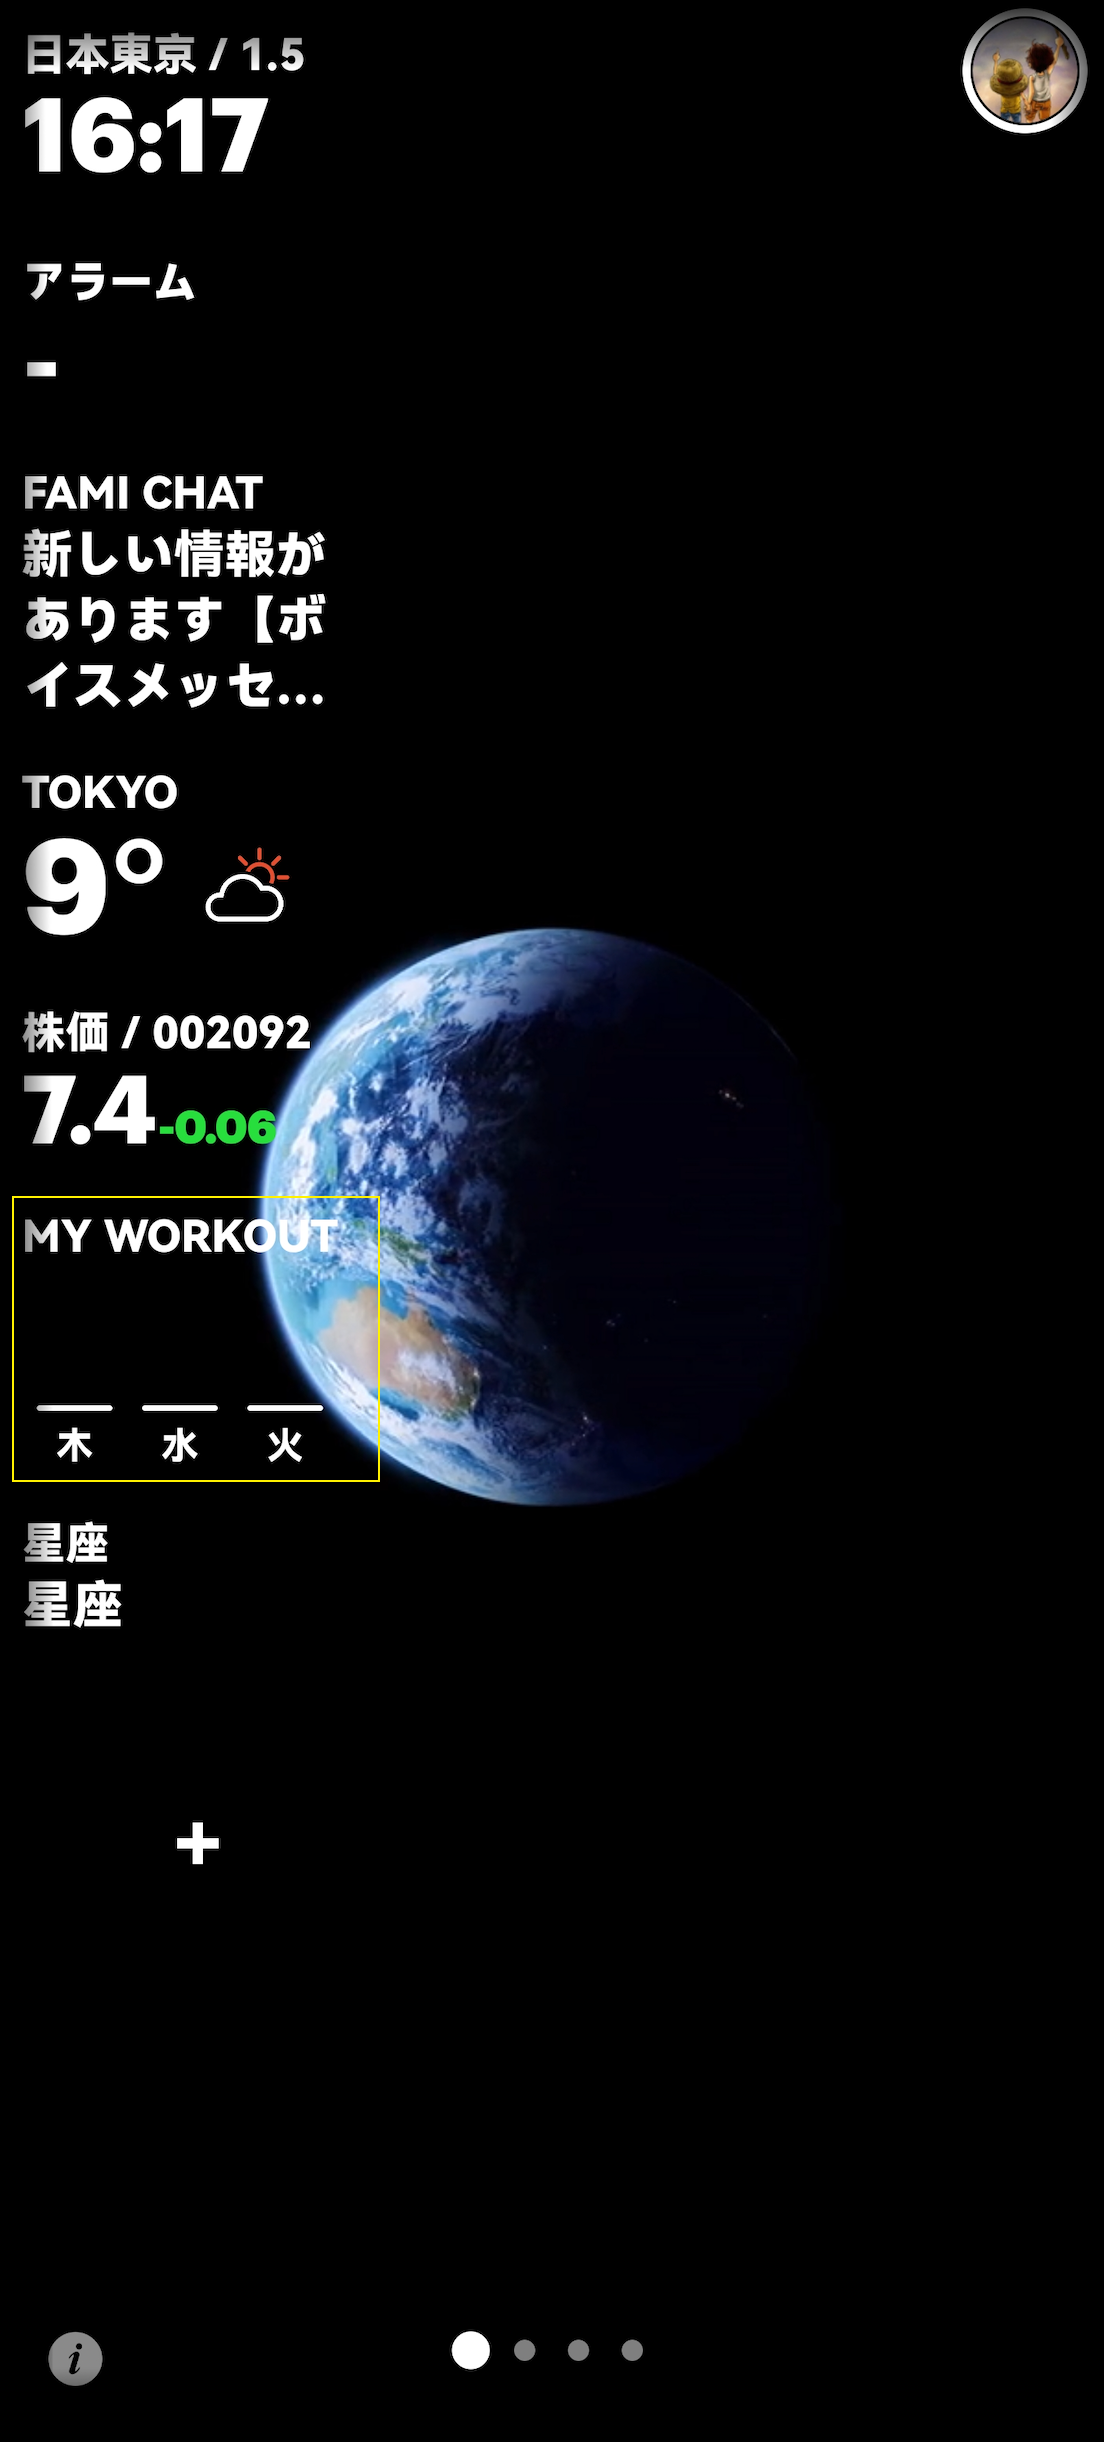 日本東京 / 1.5
16:17
アラーム
-
FAMI CHAT
新しい情報が
あります【ボ
イスメッセ...
TOKYO
9°
株価 / 002092
7.4-0.06
MY WORKOUT
木 水 火
星座
星座
+
i